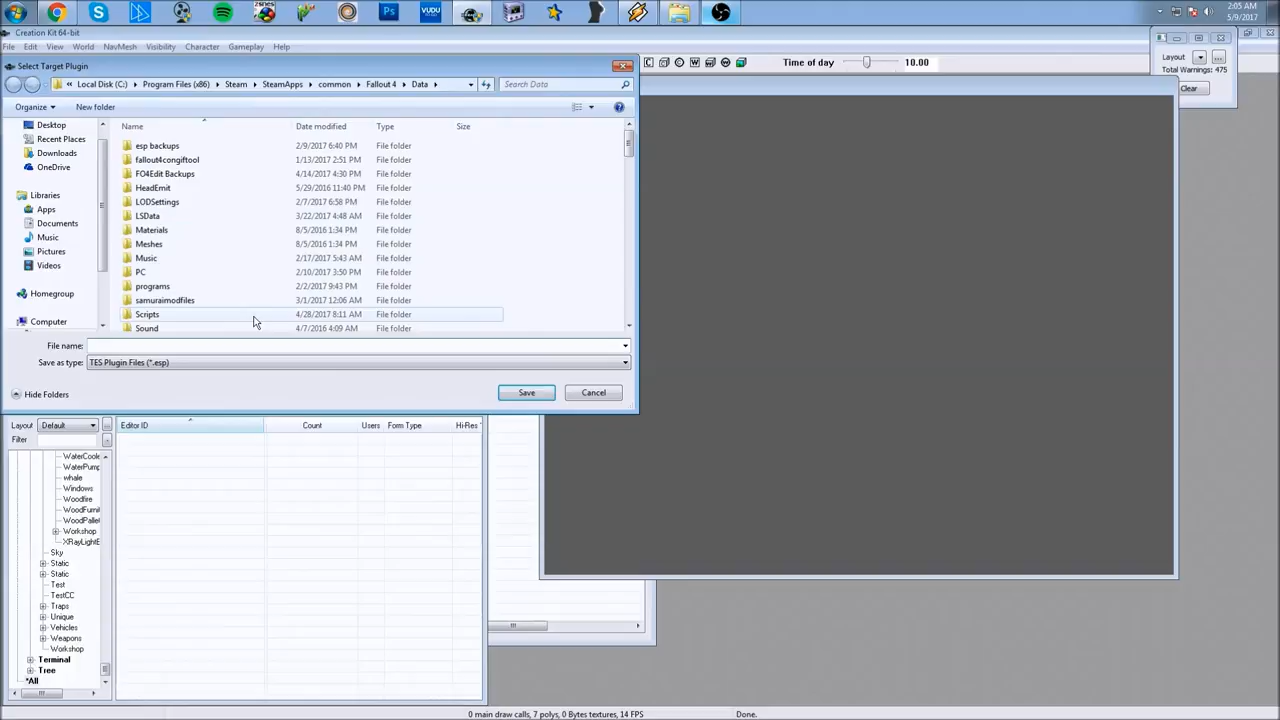 zsnes
Ps
VUDU
2:05 AM
5/9/2017
Creation Kit 64-bit
File Edit View World NavMesh Visibility Character Gameplay Help
Select Target Plugin
Layout
Time of day 10.00
Total Warnings: 475
« Local Disk (C:) Program Files (x86) Steam SteamApps common Fallout 4 Data
Search Data
Clear
Organize New folder
Name Date modified Type Size
Desktop
Recent Places
Downloads
OneDrive
Libraries
Apps
Documents
Music
Pictures
Videos
Homegroup
Computer
esp backups 2/9/2017 6:40 PM File folder
fallout4congiftool 1/13/2017 2:51 PM File folder
FO4Edit Backups 4/14/2017 4:30 PM File folder
HeadEmit 5/29/2016 11:40 PM File folder
LODSettings 2/7/2017 6:58 PM File folder
LSData 3/22/2017 4:48 AM File folder
Materials 8/5/2016 1:34 PM File folder
Meshes 8/5/2016 1:34 PM File folder
Music 2/17/2017 5:43 AM File folder
PC 2/10/2017 3:50 PM File folder
programs 2/2/2017 9:43 PM File folder
samuraimodfiles 3/1/2017 12:06 AM File folder
Scripts 4/28/2017 8:11 AM File folder
Sound 4/7/2016 4:09 AM File folder
File name:
Save as type: TES Plugin Files (*.esp)
Hide Folders Save Cancel
Layout Default
Filter
Editor ID Count Users Form Type Hi-Res
WaterCoole
WaterPump
whale
Windows
Woodfire
WoodFurni
WoodPallet
Workshop
XRayLightE
Sky
Static
Static
Test
TestCC
Traps
Unique
Vehicles
Weapons
Workshop
Terminal
Tree
*All
0 main draw calls, 7 polys, 0 Bytes textures, 14 FPS Done.